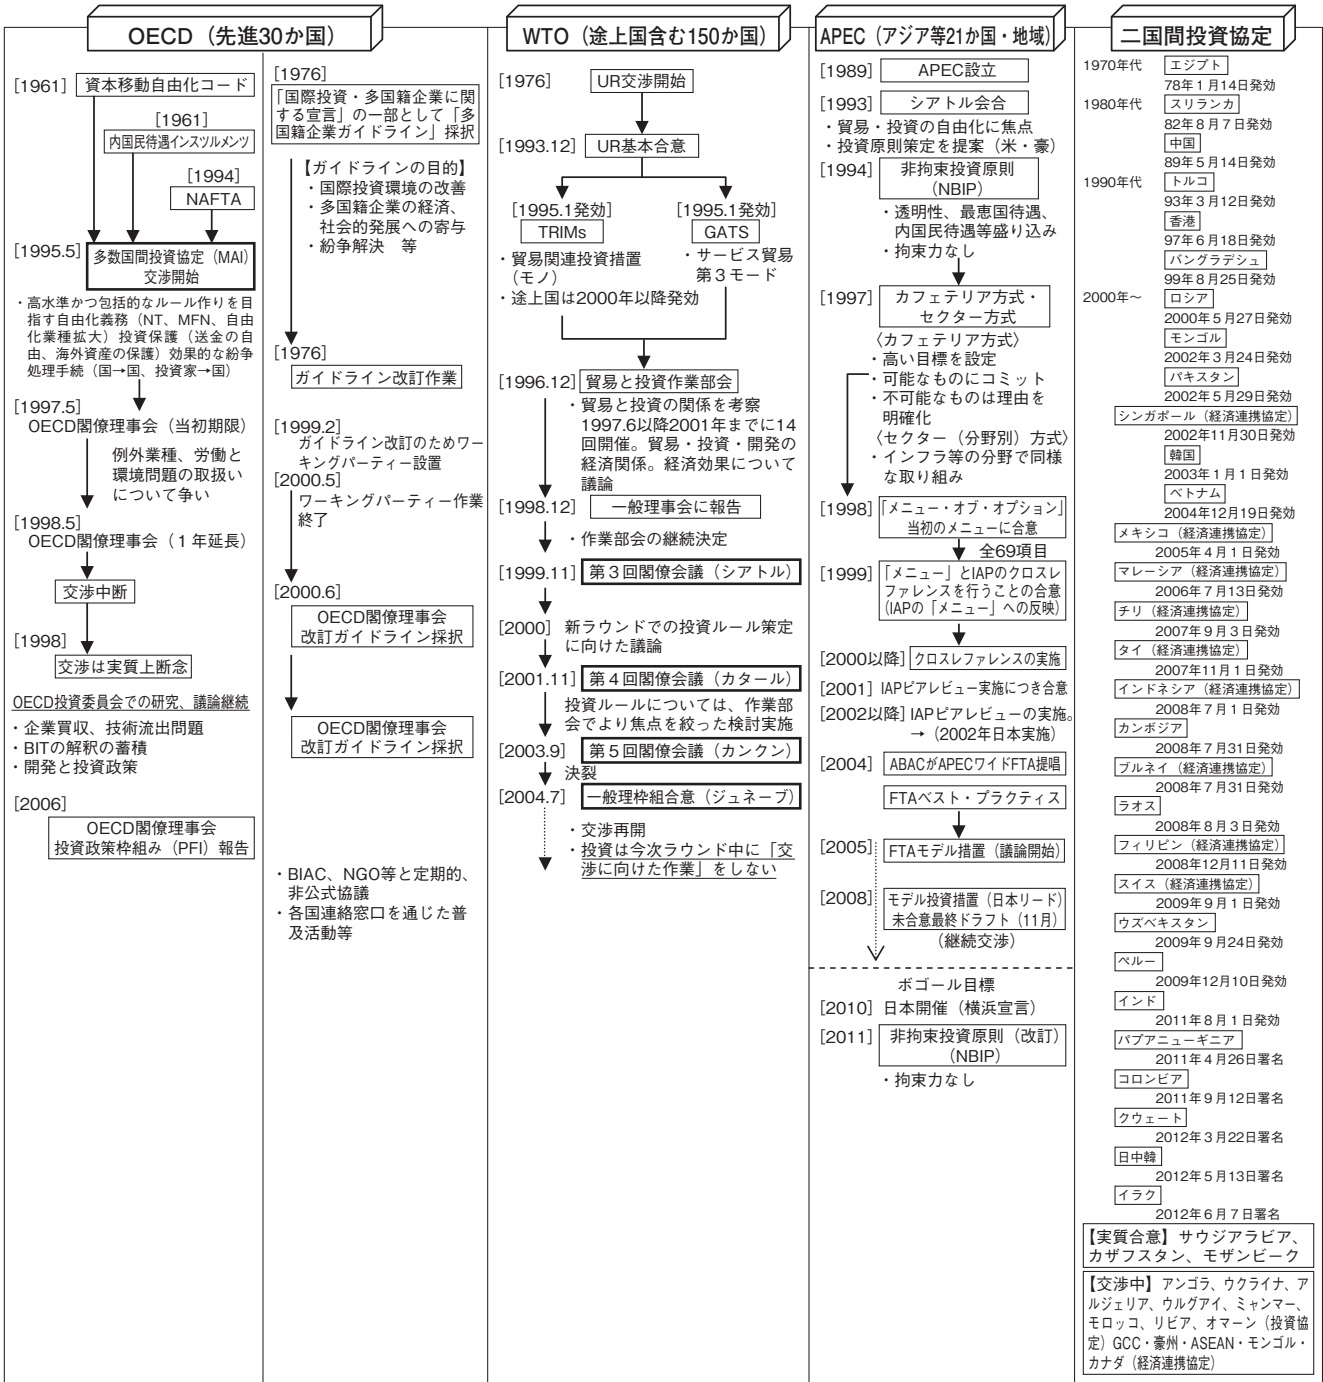 OECD（先進30か国）
[1961] 資本移動自由化コード
[1961]
内国民待遇インスツルメンツ
[1994]
NAFTA
[1995.5] 多数国間投資協定（MAI）
交渉開始
・高水準かつ包括的なルール作りを目
指す自由化義務（NT、MFN、自由
化業種拡大）投資保護（送金の自
由、海外資産の保護）効果的な紛争
処理手続（国→国、投資家→国）
[1997.5]
OECD閣僚理事会（当初期限）
例外業種、労働と
環境問題の取扱い
について争い
[1998.5]
OECD閣僚理事会（１年延長）
交渉中断
[1998]
交渉は実質上断念
OECD投資委員会での研究、議論継続
・企業買収、技術流出問題
・BITの解釈の蓄積
・開発と投資政策
[2006]
OECD閣僚理事会
投資政策枠組み（PFI）報告
[1976]
「国際投資・多国籍企業に関
する宣言」の一部として「多
国籍企業ガイドライン」採択
【ガイドラインの目的】
・国際投資環境の改善
・多国籍企業の経済、
社会的発展への寄与
・紛争解決　等
[1976]
ガイドライン改訂作業
[1999.2]
ガイドライン改訂のためワー
キングパーティー設置
[2000.5]
ワーキングパーティー作業
終了
[2000.6]
OECD閣僚理事会
改訂ガイドライン採択
OECD閣僚理事会
改訂ガイドライン採択
・BIAC、NGO等と定期的、
非公式協議
・各国連絡窓口を通じた普
及活動等
WTO（途上国含む150か国）
[1976] UR交渉開始
[1993.12] UR基本合意
[1995.1発効] [1995.1発効]
TRIMs GATS
・貿易関連投資措置
（モノ）
・途上国は2000年以降発効
・サービス貿易
第３モード
[1996.12] 貿易と投資作業部会
・貿易と投資の関係を考察
1997.6以降2001年までに14
回開催。貿易・投資・開発の
経済関係。経済効果について
議論
[1998.12] 一般理事会に報告
・作業部会の継続決定
[1999.11] 第３回閣僚会議（シアトル）
[2000] 新ラウンドでの投資ルール策定
に向けた議論
[2001.11] 第４回閣僚会議（カタール）
投資ルールについては、作業部
会でより焦点を絞った検討実施
[2003.9] 第５回閣僚会議（カンクン）
決裂
[2004.7] 一般理枠組合意（ジュネーブ）
・交渉再開
・投資は今次ラウンド中に「交
渉に向けた作業」をしない
APEC（アジア等21か国・地域）
[1989] APEC設立
[1993] シアトル会合
・貿易・投資の自由化に焦点
・投資原則策定を提案（米・豪）
[1994] 非拘束投資原則
（NBIP）
・透明性、最恵国待遇、
内国民待遇等盛り込み
・拘束力なし
[1997] カフェテリア方式・
セクター方式
〈カフェテリア方式〉
・高い目標を設定
・可能なものにコミット
・不可能なものは理由を
明確化
〈セクター（分野別）方式〉
・インフラ等の分野で同様
な取り組み
[1998] 「メニュー・オブ・オプション」
当初のメニューに合意
全69項目
[1999] 「メニュー」とIAPのクロスレ
ファレンスを行うことの合意
（IAPの「メニュー」への反映）
[2000以降] クロスレファレンスの実施
[2001] IAPピアレビュー実施につき合意
[2002以降] IAPピアレビューの実施。
→（2002年日本実施）
[2004] ABACがAPECワイドFTA提唱
FTAベスト・プラクティス
[2005] FTAモデル措置（議論開始）
[2008] モデル投資措置（日本リード）
未合意最終ドラフト（11月）
（継続交渉）
ボゴール目標
[2010] 日本開催（横浜宣言）
[2011] 非拘束投資原則（改訂）
（NBIP）
・拘束力なし
二国間投資協定
1970年代 エジプト
78年１月14日発効
1980年代 スリランカ
82年８月７日発効
中国
89年５月14日発効
1990年代 トルコ
93年３月12日発効
香港
97年６月18日発効
バングラデシュ
99年８月25日発効
2000年～ ロシア
2000年５月27日発効
モンゴル
2002年３月24日発効
パキスタン
2002年５月29日発効
シンガポール（経済連携協定）
2002年11月30日発効
韓国
2003年１月１日発効
ベトナム
2004年12月19日発効
メキシコ（経済連携協定）
2005年４月１日発効
マレーシア（経済連携協定）
2006年７月13日発効
チリ（経済連携協定）
2007年９月３日発効
タイ（経済連携協定）
2007年11月１日発効
インドネシア（経済連携協定）
2008年７月１日発効
カンボジア
2008年７月31日発効
ブルネイ（経済連携協定）
2008年７月31日発効
ラオス
2008年８月３日発効
フィリピン（経済連携協定）
2008年12月11日発効
スイス（経済連携協定）
2009年９月１日発効
ウズベキスタン
2009年９月24日発効
ペルー
2009年12月10日発効
インド
2011年８月１日発効
パプアニューギニア
2011年４月26日署名
コロンビア
2011年９月12日署名
クウェート
2012年３月22日署名
日中韓
2012年５月13日署名
イラク
2012年６月７日署名
【実質合意】サウジアラビア、
カザフスタン、モザンビーク
【交渉中】アンゴラ、ウクライナ、ア
ルジェリア、ウルグアイ、ミャンマー、
モロッコ、リビア、オマーン（投資協
定）GCC・豪州・ASEAN・モンゴル・
カナダ（経済連携協定）